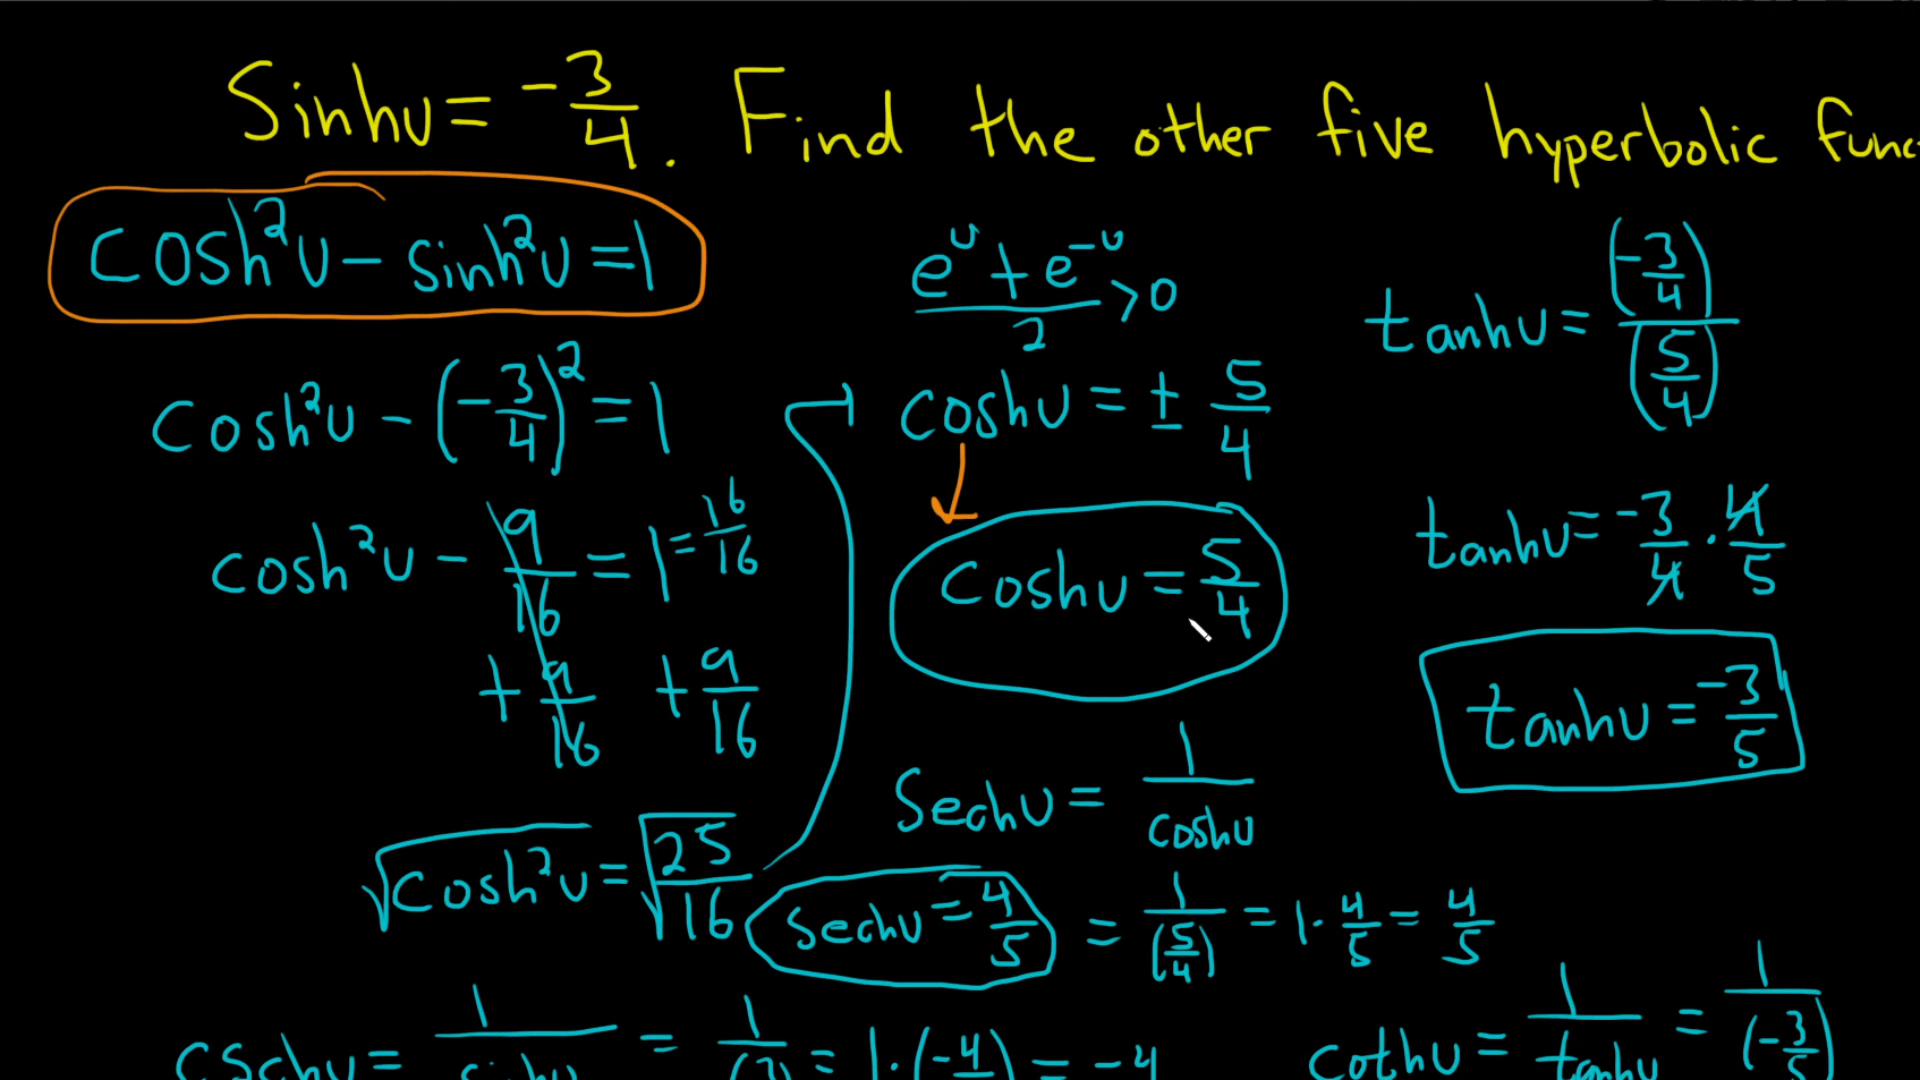 Sinhu = -3/4. Find the other five hyperbolic func
cosh²u - sinh²u = 1
cosh²u - (-3/4)² = 1
cosh²u - 9/16 = 1 = 16/16
+ 9/16 + 9/16
√cosh²u = √25/16
e^u + e^-u / 2 > 0
coshu = ± 5/4
coshu = 5/4
Sechu = 1/coshu
sechu = 4/5 = 1/(5/4) = 1 · 4/5 = 4/5
tanhu = (-3/4)/(5/4)
tanhu = -3/4 · 4/5
tanhu = -3/5
cschu = 1/sinhu = 1 = 1 · (-4 = -4
cothu = 1/tanhu = 1/(-3/5)